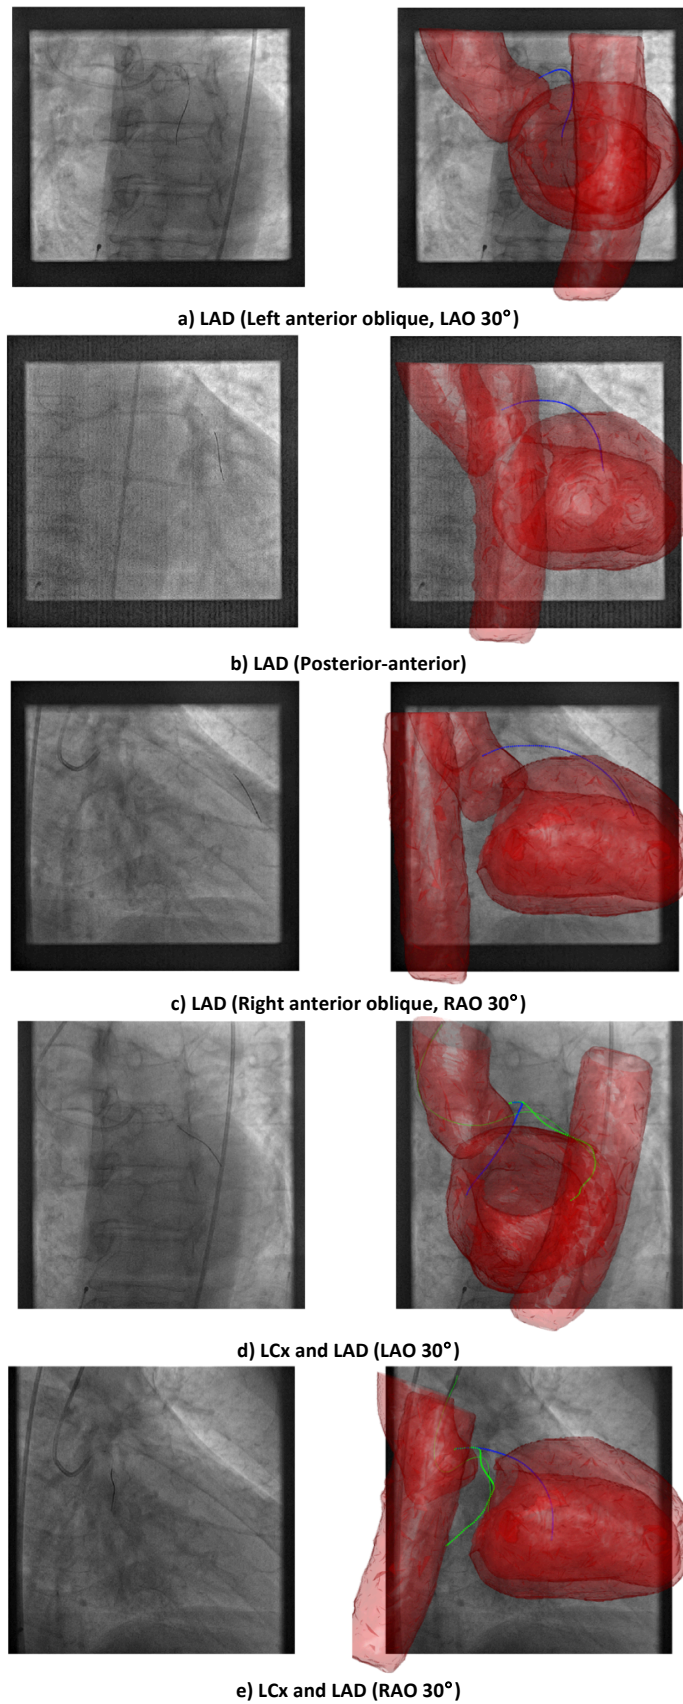 a) LAD (Left anterior oblique, LAO 30°)
b) LAD (Posterior-anterior)
c) LAD (Right anterior oblique, RAO 30°)
d) LCx and LAD (LAO 30°)
e) LCx and LAD (RAO 30°)